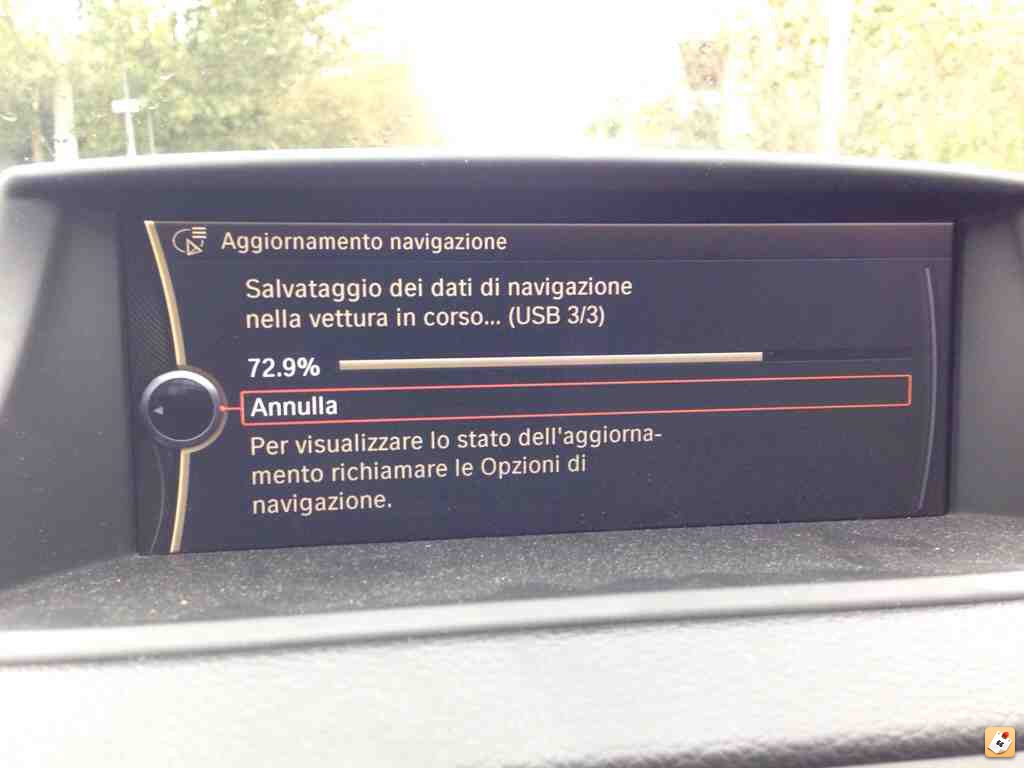 Aggiornamento navigazione
Salvataggio dei dati di navigazione
nella vettura in corso... (USB 3/3)
72.9%
Annulla
Per visualizzare lo stato dell'aggiorna-
mento richiamare le Opzioni di
navigazione.